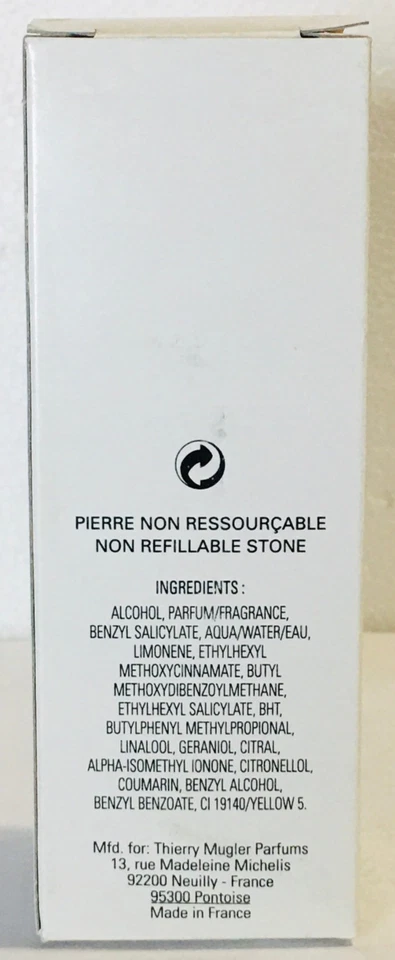 PIERRE NON RESSOURÇABLE
NON REFILLABLE STONE
INGREDIENTS :
ALCOHOL, PARFUM/FRAGRANCE,
BENZYL SALICYLATE, AQUA/WATER/EAU,
LIMONENE, ETHYLHEXYL
METHOXYCINNAMATE, BUTYL
METHOXYDIBENZOYLMETHANE,
ETHYLHEXYL SALICYLATE, BHT,
BUTYLPHENYL METHYLPROPIONAL,
LINALOOL, GERANIOL, CITRAL,
ALPHA-ISOMETHYL IONONE, CITRONELLOL,
COUMARIN, BENZYL ALCOHOL,
BENZYL BENZOATE, CI 19140/YELLOW 5.
Mfd. for: Thierry Mugler Parfums
13, rue Madeleine Michelis
92200 Neuilly - France
95300 Pontoise
Made in France